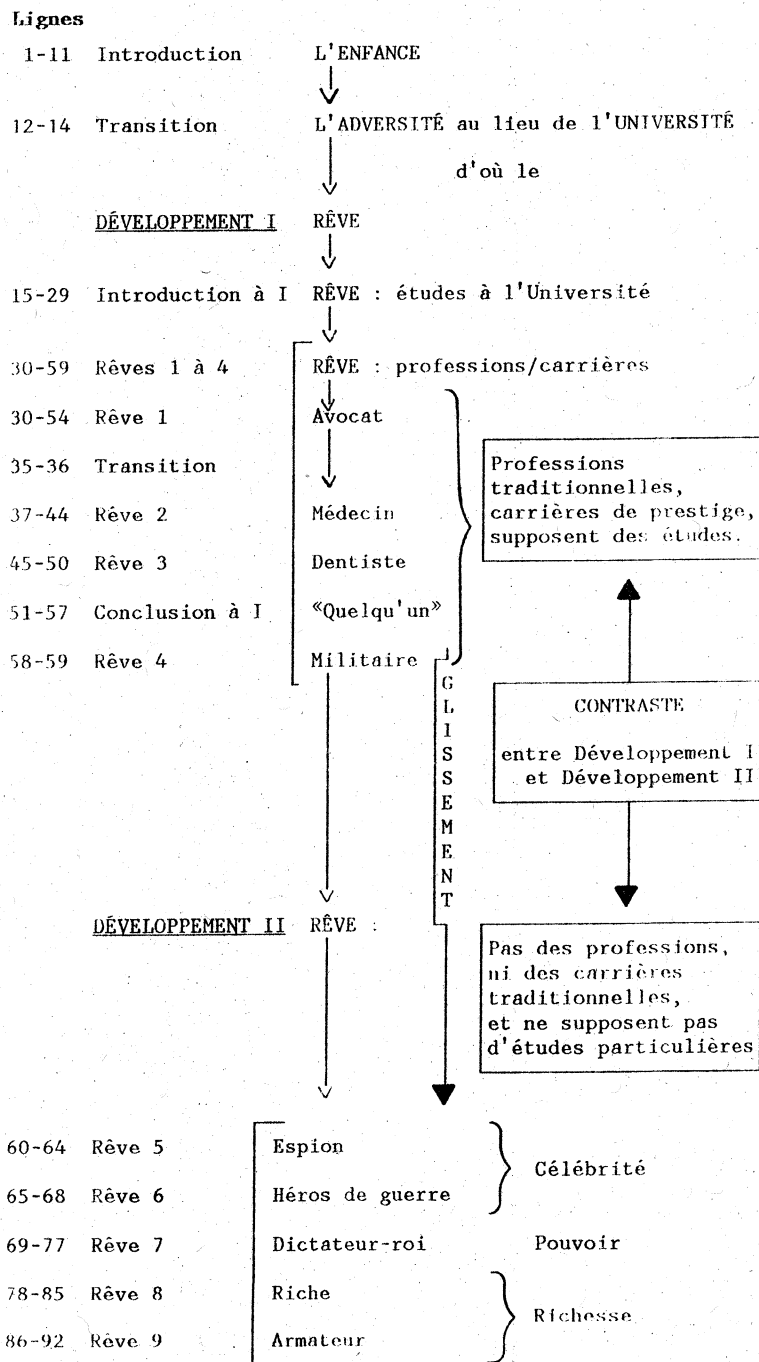 Lignes
1-11 Introduction L'ENFANCE
12-14 Transition L'ADVERSITÉ au lieu de l'UNIVERSITÉ
d'où le
DÉVELOPPEMENT I RÊVE
15-29 Introduction à I RÊVE : études à l'Université
30-59 Rêves 1 à 4 RÊVE : professions/carrières
30-54 Rêve 1 Avocat
35-36 Transition
37-44 Rêve 2 Médecin
45-50 Rêve 3 Dentiste
51-57 Conclusion à I «Quelqu'un»
58-59 Rêve 4 Militaire
Professions
traditionnelles,
carrières de prestige,
supposent des études.
GLISSEMENT
CONTRASTE
entre Développement I
et Développement II
DÉVELOPPEMENT II RÊVE :
Pas des professions,
ni des carrières
traditionnelles,
et ne supposent pas
d'études particulières
60-64 Rêve 5 Espion
Célébrité
65-68 Rêve 6 Héros de guerre
69-77 Rêve 7 Dictateur-roi Pouvoir
78-85 Rêve 8 Riche
Richesse
86-92 Rêve 9 Armateur